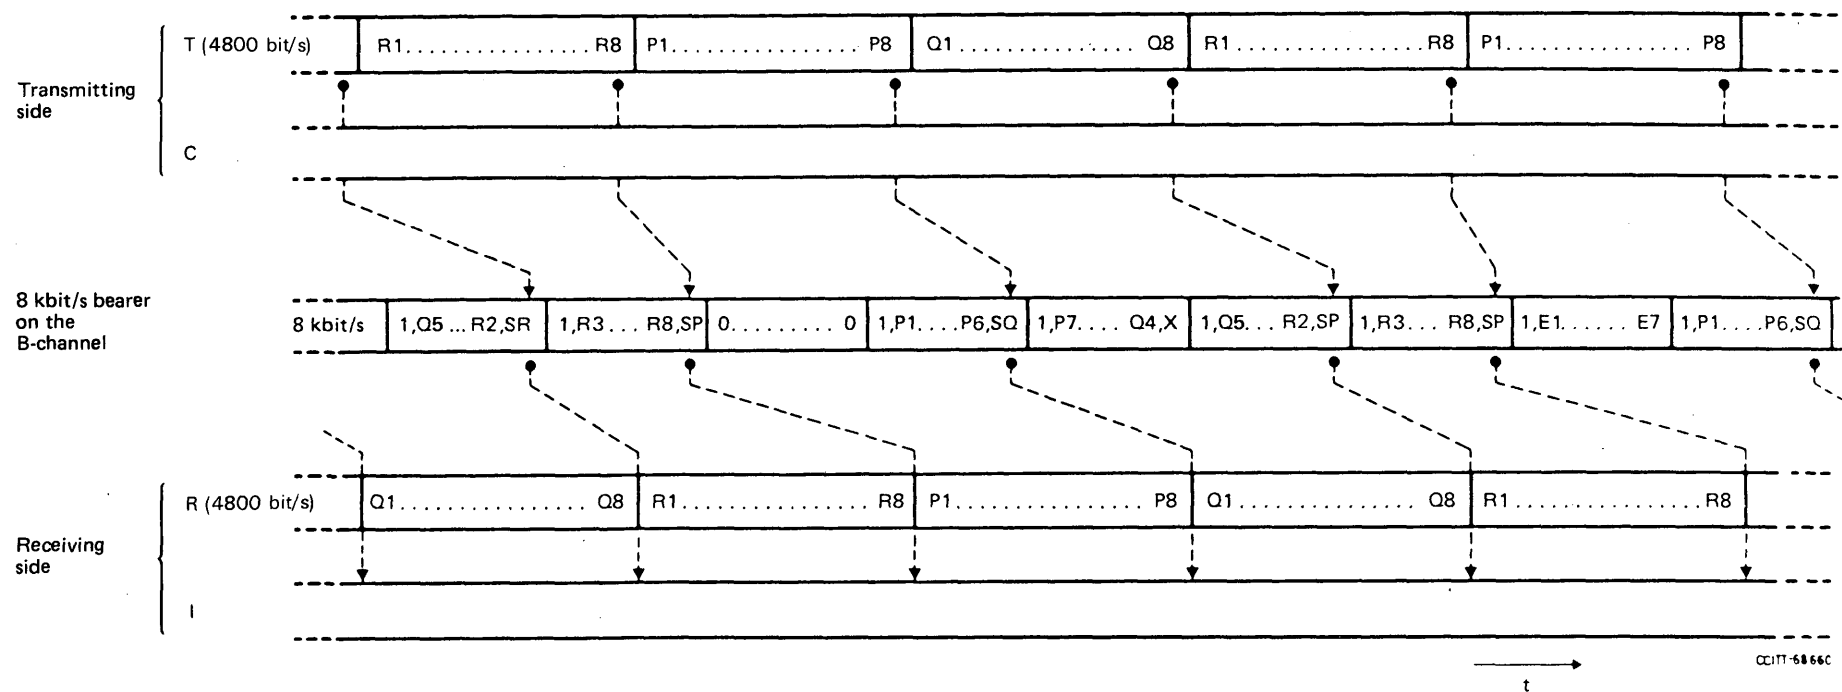 T (4800 bit/s) R1.................R8 P1.................P8 Q1.................Q8 R1.................R8 P1.................P8
Transmitting
side
C
8 kbit/s bearer
on the
B-channel
8 kbit/s 1,Q5...R2,SR 1,R3...R8,SP 0..........0 1,P1....P6,SQ 1,P7....Q4,X 1,Q5...R2,SP 1,R3...R8,SP 1,E1......E7 1,P1....P6,SQ
R (4800 bit/s) Q1.................Q8 R1.................R8 P1.................P8 Q1.................Q8 R1.................R8
Receiving
side
I
t
CCITT-68660